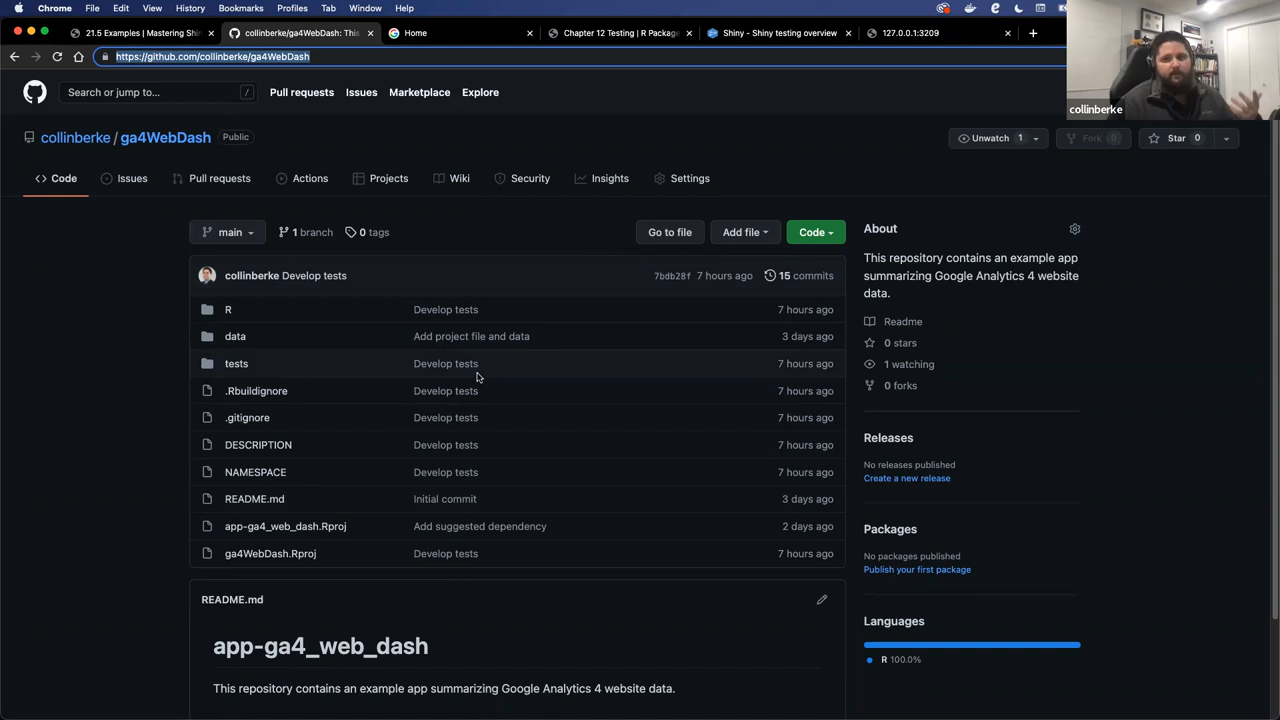 Chrome File Edit View History Bookmarks Profiles Tab Window Help
21.5 Examples | Mastering Shi
collinberke/ga4WebDash: This
Home
Chapter 12 Testing | R Package
Shiny - Shiny testing overview
127.0.0.1:3209
https://github.com/collinberke/ga4WebDash
Search or jump to... /
Pull requests Issues Marketplace Explore
collinberke
collinberke / ga4WebDash Public
Unwatch 1 Fork 0 Star 0
Code Issues Pull requests Actions Projects Wiki Security Insights Settings
main 1 branch 0 tags Go to file Add file Code
collinberke Develop tests 7bdb28f 7 hours ago 15 commits
R Develop tests 7 hours ago
data Add project file and data 3 days ago
tests Develop tests 7 hours ago
.Rbuildignore Develop tests 7 hours ago
.gitignore Develop tests 7 hours ago
DESCRIPTION Develop tests 7 hours ago
NAMESPACE Develop tests 7 hours ago
README.md Initial commit 3 days ago
app-ga4_web_dash.Rproj Add suggested dependency 2 days ago
ga4WebDash.Rproj Develop tests 7 hours ago
README.md
app-ga4_web_dash
This repository contains an example app summarizing Google Analytics 4 website data.
About
This repository contains an example app
summarizing Google Analytics 4 website
data.
Readme
0 stars
1 watching
0 forks
Releases
No releases published
Create a new release
Packages
No packages published
Publish your first package
Languages
R 100.0%